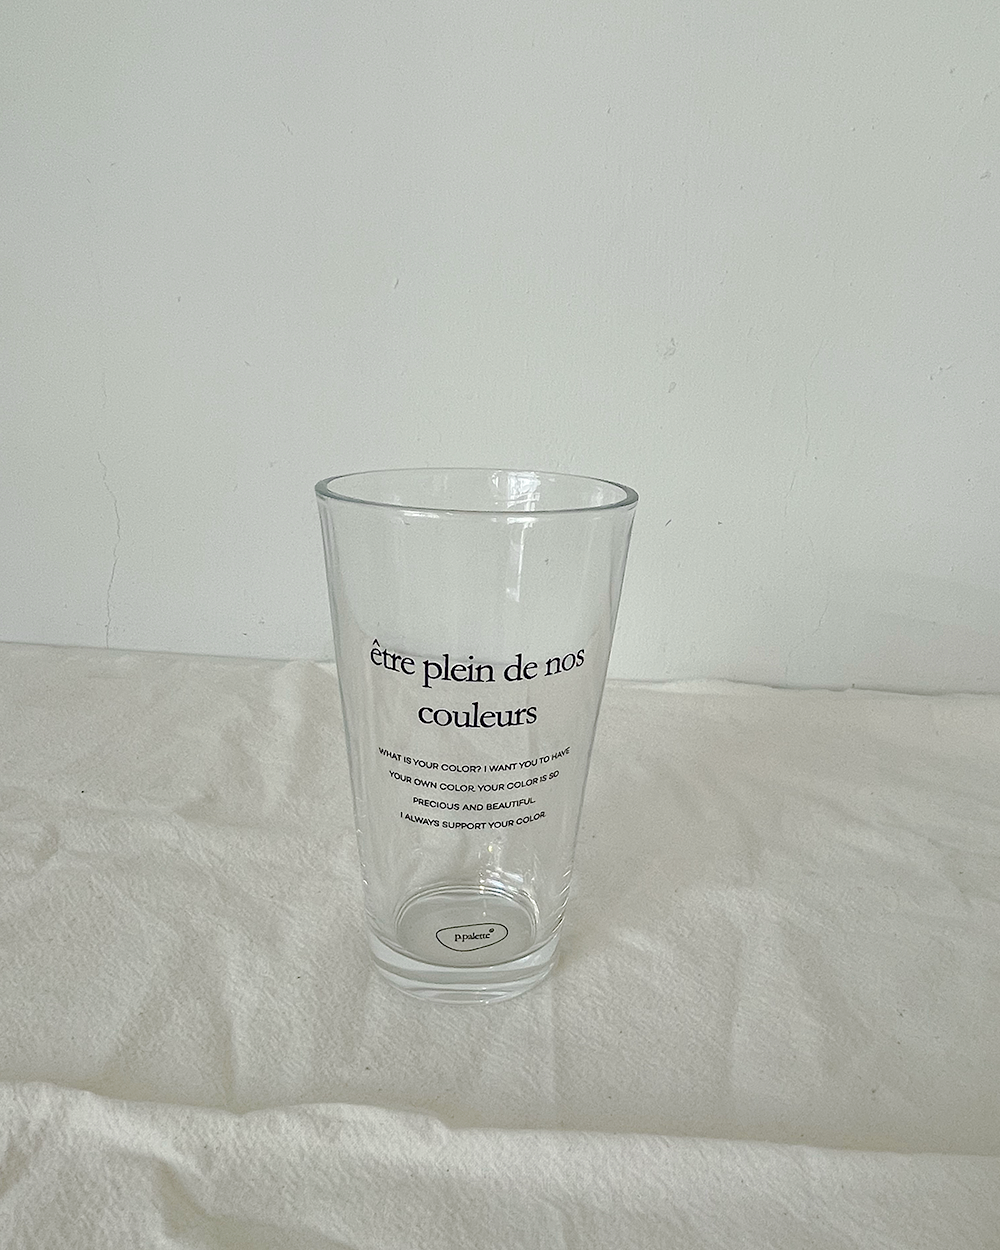 être plein de nos
couleurs
WHAT IS YOUR COLOR? I WANT YOU TO HAVE
YOUR OWN COLOR. YOUR COLOR IS SO
PRECIOUS AND BEAUTIFUL.
I ALWAYS SUPPORT YOUR COLOR.
p.palette